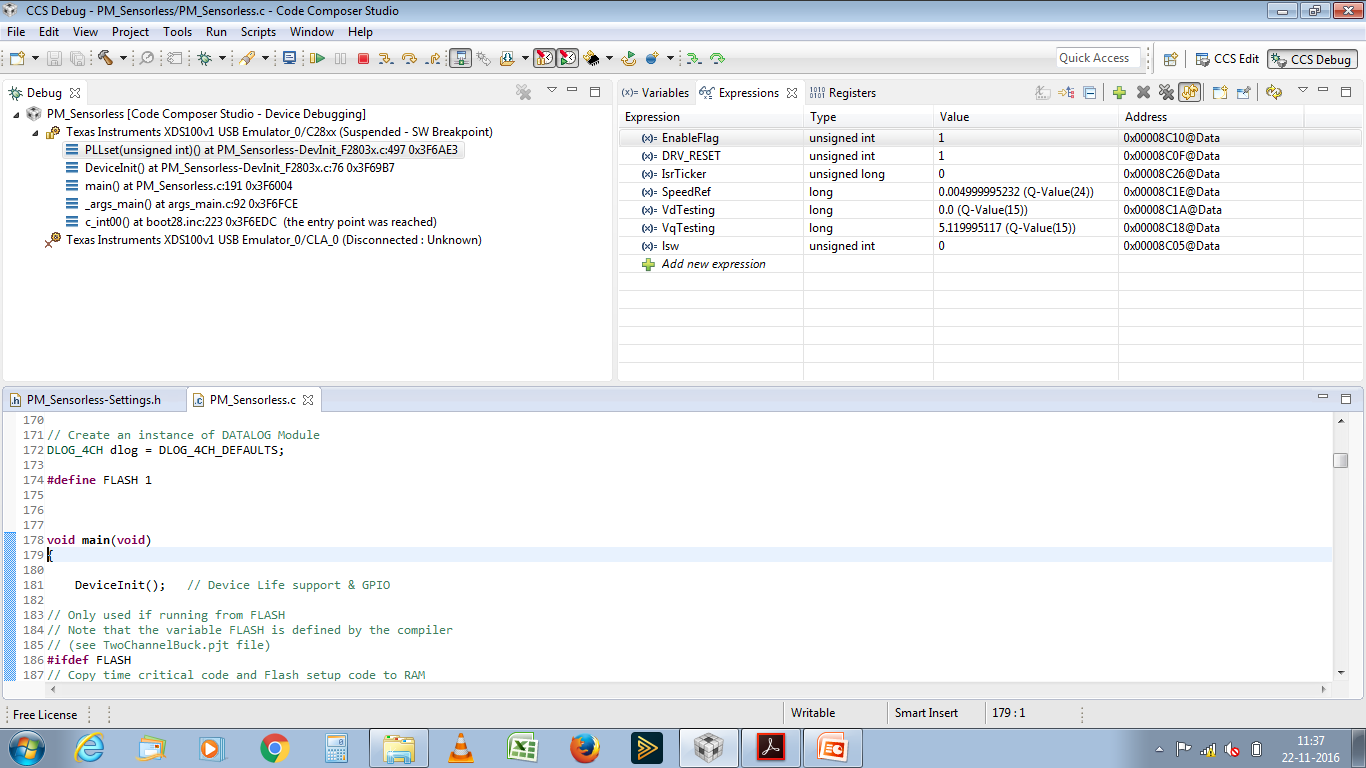 CCS Debug - PM_Sensorless/PM_Sensorless.c - Code Composer Studio
File Edit View Project Tools Run Scripts Window Help
Quick Access
CCS Edit
CCS Debug
Debug
PM_Sensorless [Code Composer Studio - Device Debugging]
Texas Instruments XDS100v1 USB Emulator_0/C28xx (Suspended - SW Breakpoint)
PLLset(unsigned int)() at PM_Sensorless-DevInit_F2803x.c:497 0x3F6AE3
DeviceInit() at PM_Sensorless-DevInit_F2803x.c:76 0x3F69B7
main() at PM_Sensorless.c:191 0x3F6004
_args_main() at args_main.c:92 0x3F6FCE
c_int00() at boot28.inc:223 0x3F6EDC (the entry point was reached)
Texas Instruments XDS100v1 USB Emulator_0/CLA_0 (Disconnected : Unknown)
(x)= Variables Expressions 1010 0101 Registers
Expression Type Value Address
(x)= EnableFlag unsigned int 1 0x00008C10@Data
(x)= DRV_RESET unsigned int 1 0x00008C0F@Data
(x)= IsrTicker unsigned long 0 0x00008C26@Data
(x)= SpeedRef long 0.004999995232 (Q-Value(24)) 0x00008C1E@Data
(x)= VdTesting long 0.0 (Q-Value(15)) 0x00008C1A@Data
(x)= VqTesting long 5.119995117 (Q-Value(15)) 0x00008C18@Data
(x)= lsw unsigned int 0 0x00008C05@Data
Add new expression
.h PM_Sensorless-Settings.h
.c PM_Sensorless.c
170
171 // Create an instance of DATALOG Module
172 DLOG_4CH dlog = DLOG_4CH_DEFAULTS;
173
174 #define FLASH 1
175
176
177
178 void main(void)
179 {
180
181 DeviceInit(); // Device Life support & GPIO
182
183 // Only used if running from FLASH
184 // Note that the variable FLASH is defined by the compiler
185 // (see TwoChannelBuck.pjt file)
186 #ifdef FLASH
187 // Copy time critical code and Flash setup code to RAM
Free License
Writable
Smart Insert
179 : 1
11:37
22-11-2016